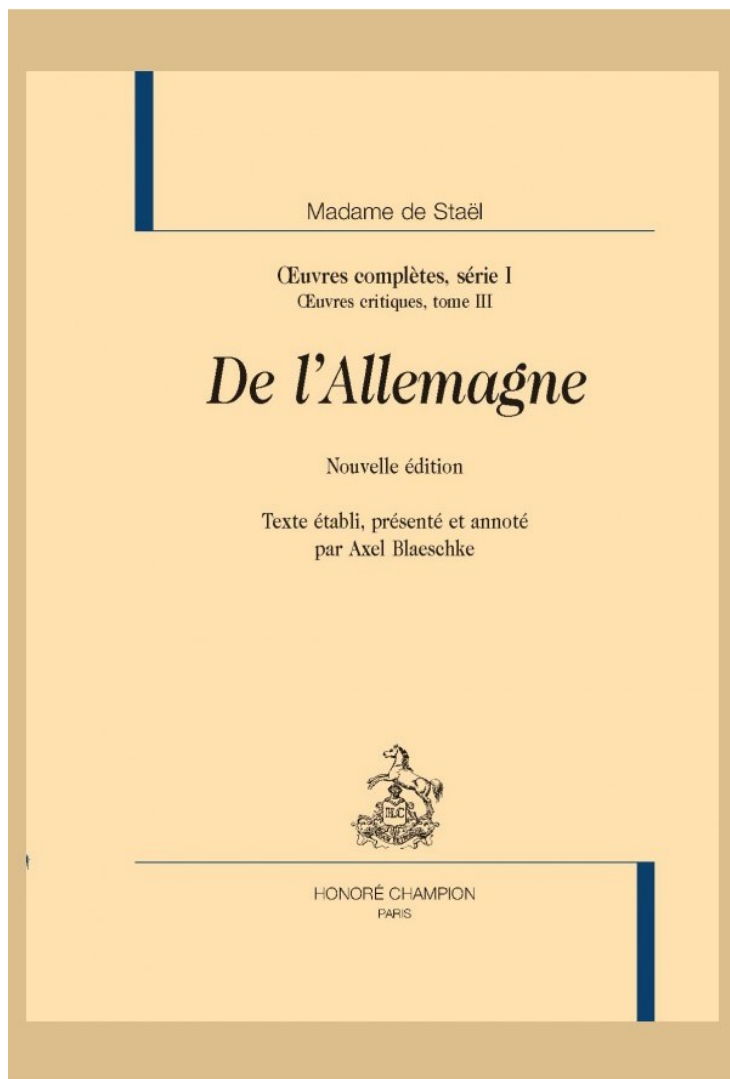 Madame de Staël
Œuvres complètes, série I
Œuvres critiques, tome III
De l’Allemagne
Nouvelle édition
Texte établi, présenté et annoté
par Axel Blaeschke
HONORÉ CHAMPION
PARIS